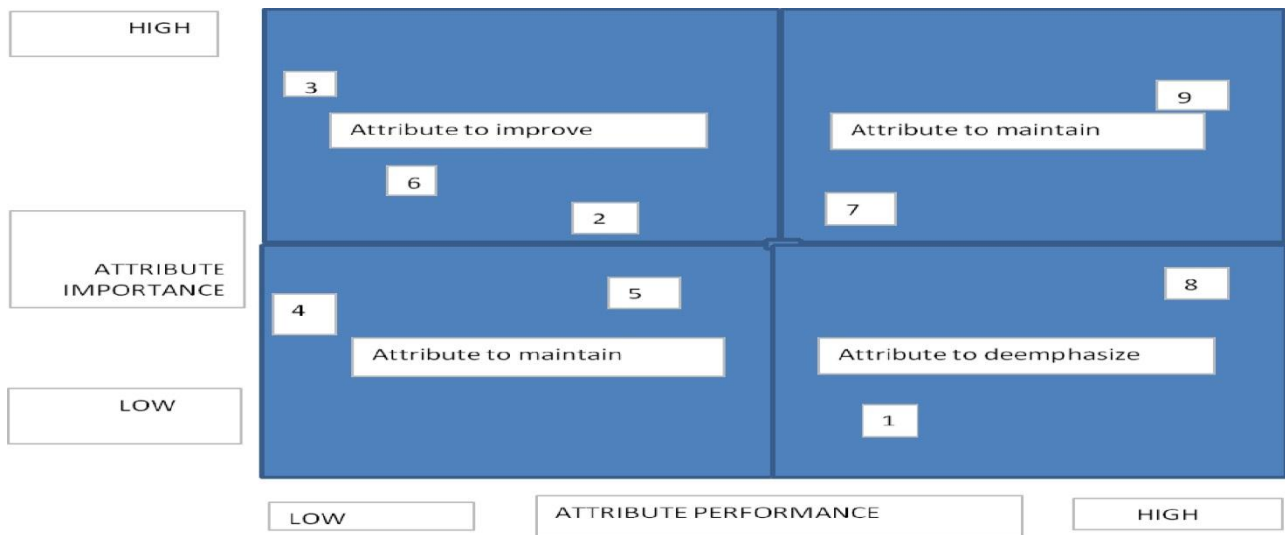 HIGH
3
9
Attribute to improve
Attribute to maintain
6
7
2
ATTRIBUTE
IMPORTANCE
8
5
4
Attribute to maintain
Attribute to deemphasize
LOW
1
LOW
ATTRIBUTE PERFORMANCE
HIGH